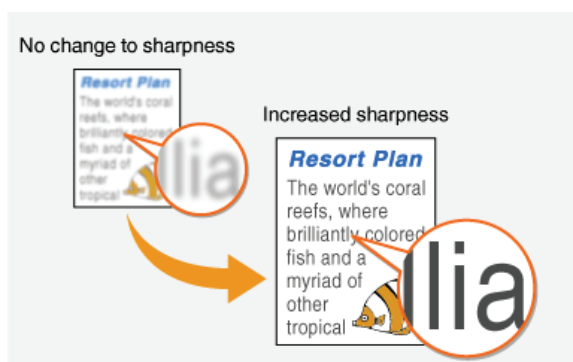 No change to sharpness
Resort Plan
The world's coral
reefs, where
brilliantly colored
fish and a
myriad of
other
tropical
llia
Increased sharpness
Resort Plan
The world's coral
reefs, where
brilliantly colored
fish and a
myriad of
other
tropical
llia